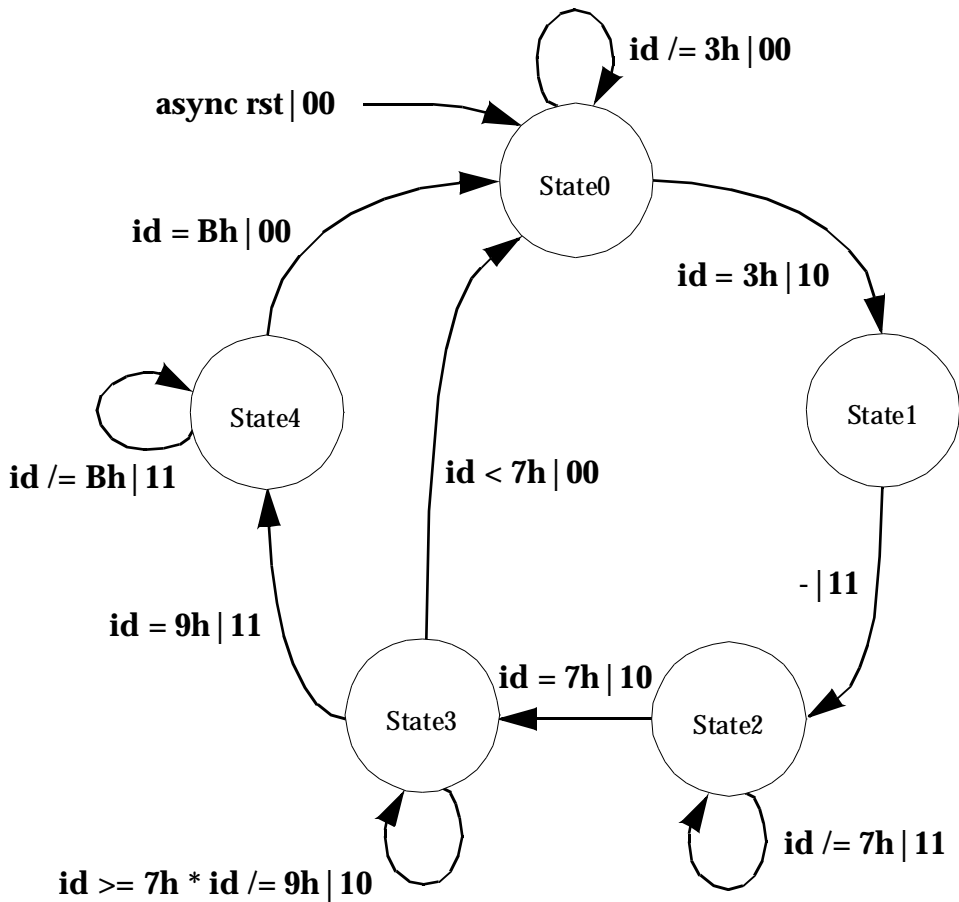 id /= 3h|00
async rst|00
State0
id = Bh|00
id = 3h|10
State4
State1
id /= Bh|11
id < 7h|00
-|11
id = 9h|11
id = 7h|10
State3
State2
id /= 7h|11
id >= 7h * id /= 9h|10